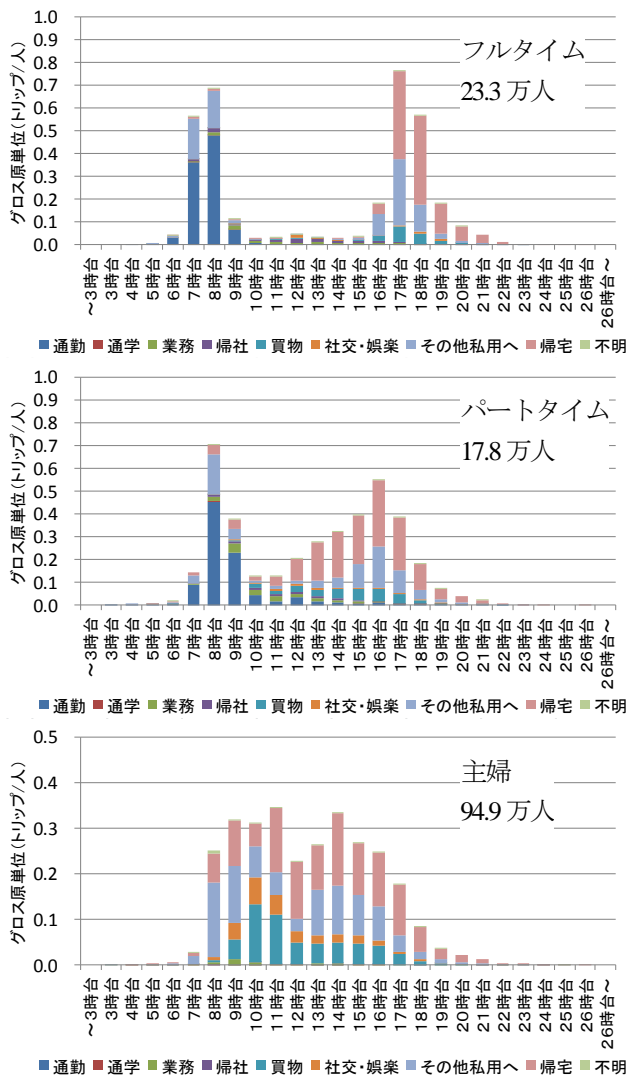 グロス原単位(トリップ/人)
1.0
0.9
0.8
0.7
0.6
0.5
0.4
0.3
0.2
0.1
0.0
フルタイム
23.3 万人
～3時台
3時台
4時台
5時台
6時台
7時台
8時台
9時台
10時台
11時台
12時台
13時台
14時台
15時台
16時台
17時台
18時台
19時台
20時台
21時台
22時台
23時台
24時台
25時台
26時台
26時台～
通勤 通学 業務 帰社 買物 社交・娯楽 その他私用へ 帰宅 不明
グロス原単位(トリップ/人)
1.0
0.9
0.8
0.7
0.6
0.5
0.4
0.3
0.2
0.1
0.0
パートタイム
17.8 万人
～3時台
3時台
4時台
5時台
6時台
7時台
8時台
9時台
10時台
11時台
12時台
13時台
14時台
15時台
16時台
17時台
18時台
19時台
20時台
21時台
22時台
23時台
24時台
25時台
26時台
26時台～
通勤 通学 業務 帰社 買物 社交・娯楽 その他私用へ 帰宅 不明
グロス原単位(トリップ/人)
0.5
0.4
0.3
0.2
0.1
0.0
主婦
94.9 万人
～3時台
3時台
4時台
5時台
6時台
7時台
8時台
9時台
10時台
11時台
12時台
13時台
14時台
15時台
16時台
17時台
18時台
19時台
20時台
21時台
22時台
23時台
24時台
25時台
26時台
26時台～
通勤 通学 業務 帰社 買物 社交・娯楽 その他私用へ 帰宅 不明